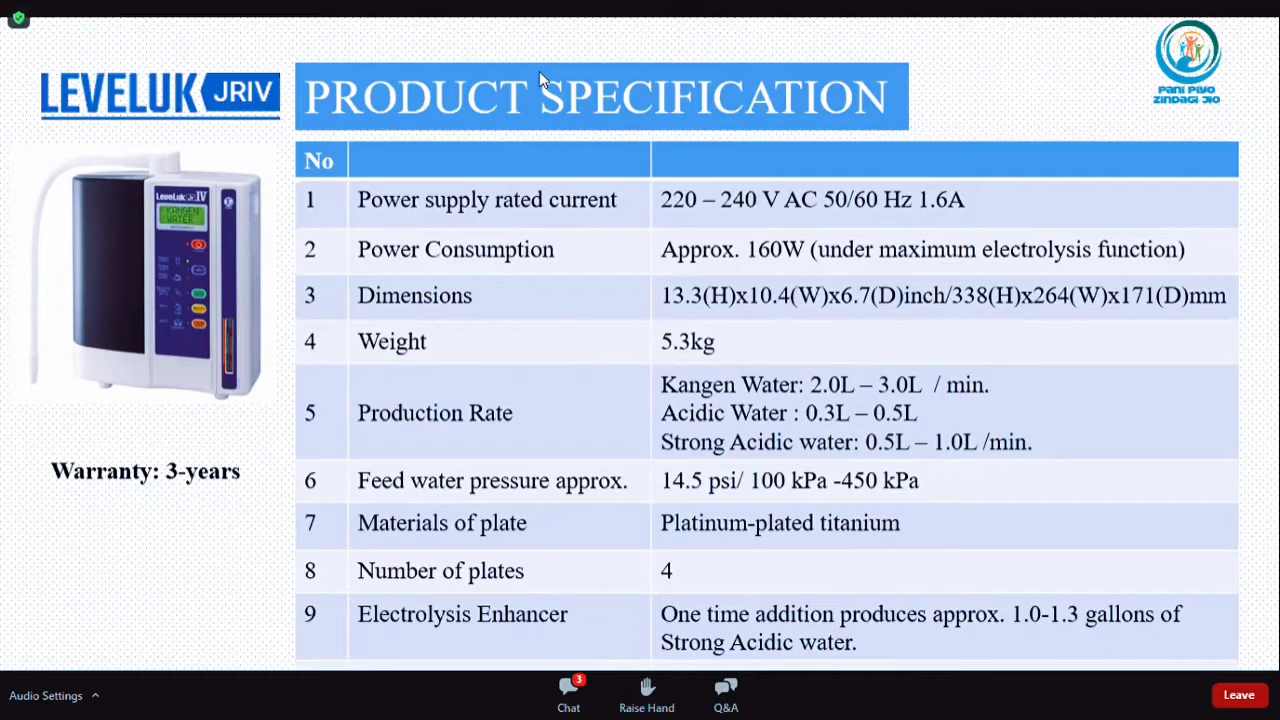 LEVELUK JRIV
PRODUCT SPECIFICATION
PANI PIYO
ZINDAGI JIO
LEVELUK JRIV
KANGEN
WATER
Warranty: 3-years
No
1 Power supply rated current 220 – 240 V AC 50/60 Hz 1.6A
2 Power Consumption Approx. 160W (under maximum electrolysis function)
3 Dimensions 13.3(H)x10.4(W)x6.7(D)inch/338(H)x264(W)x171(D)mm
4 Weight 5.3kg
5 Production Rate Kangen Water: 2.0L – 3.0L / min.
Acidic Water : 0.3L – 0.5L
Strong Acidic water: 0.5L – 1.0L /min.
6 Feed water pressure approx. 14.5 psi/ 100 kPa -450 kPa
7 Materials of plate Platinum-plated titanium
8 Number of plates 4
9 Electrolysis Enhancer One time addition produces approx. 1.0-1.3 gallons of
Strong Acidic water.
Audio Settings
3
Chat
Raise Hand
Q&A
Leave